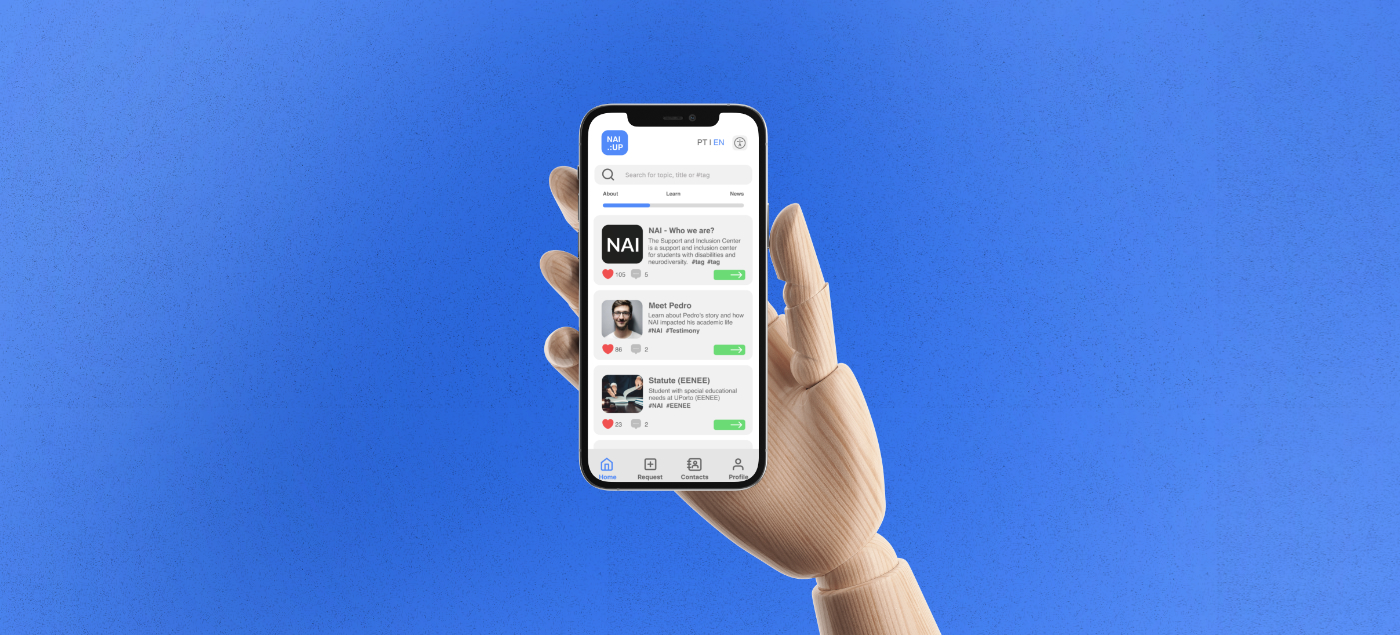 NAI
.:UP
PT | EN
Search for topic, title or #tag
About
Learn
News
NAI
NAI - Who we are?
The Support and Inclusion Center
is a support and inclusion center
for students with disabilities and
neurodiversity. #tag #tag
105
5
Meet Pedro
Learn about Pedro's story and how
NAI impacted his academic life
#NAI #Testimony
86
2
Statute (EENEE)
Student with special educational
needs at UPorto (EENEE)
#NAI #EENEE
23
2
Home
Request
Contacts
Profile